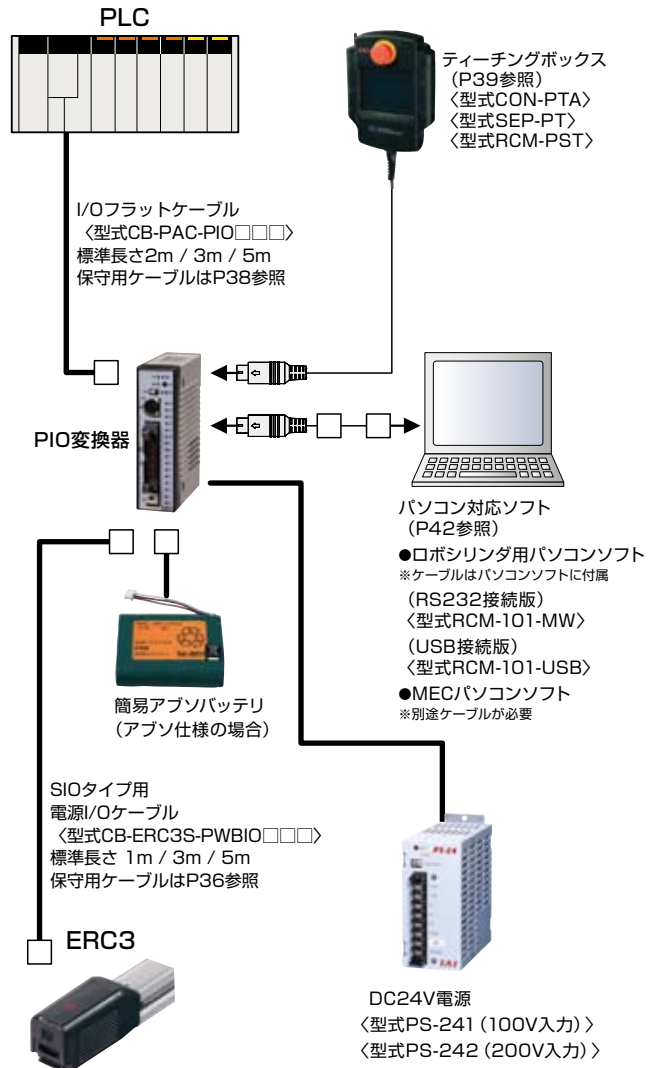 PLC
ティーチングボックス
（P39参照）
〈型式CON-PTA〉
〈型式SEP-PT〉
〈型式RCM-PST〉
I/Oフラットケーブル
〈型式CB-PAC-PIO□□□〉
標準長さ2m / 3m / 5m
保守用ケーブルはP38参照
PIO変換器
パソコン対応ソフト
（P42参照）
●ロボシリンダ用パソコンソフト
※ケーブルはパソコンソフトに付属
（RS232接続版）
〈型式RCM-101-MW〉
（USB接続版）
〈型式RCM-101-USB〉
●MECパソコンソフト
※別途ケーブルが必要
簡易アブソバッテリ
（アブソ仕様の場合）
SIOタイプ用
電源I/Oケーブル
〈型式CB-ERC3S-PWBIO□□□〉
標準長さ 1m / 3m / 5m
保守用ケーブルはP36参照
ERC3
PS-24
IAI
DC24V電源
〈型式PS-241（100V入力）〉
〈型式PS-242（200V入力）〉